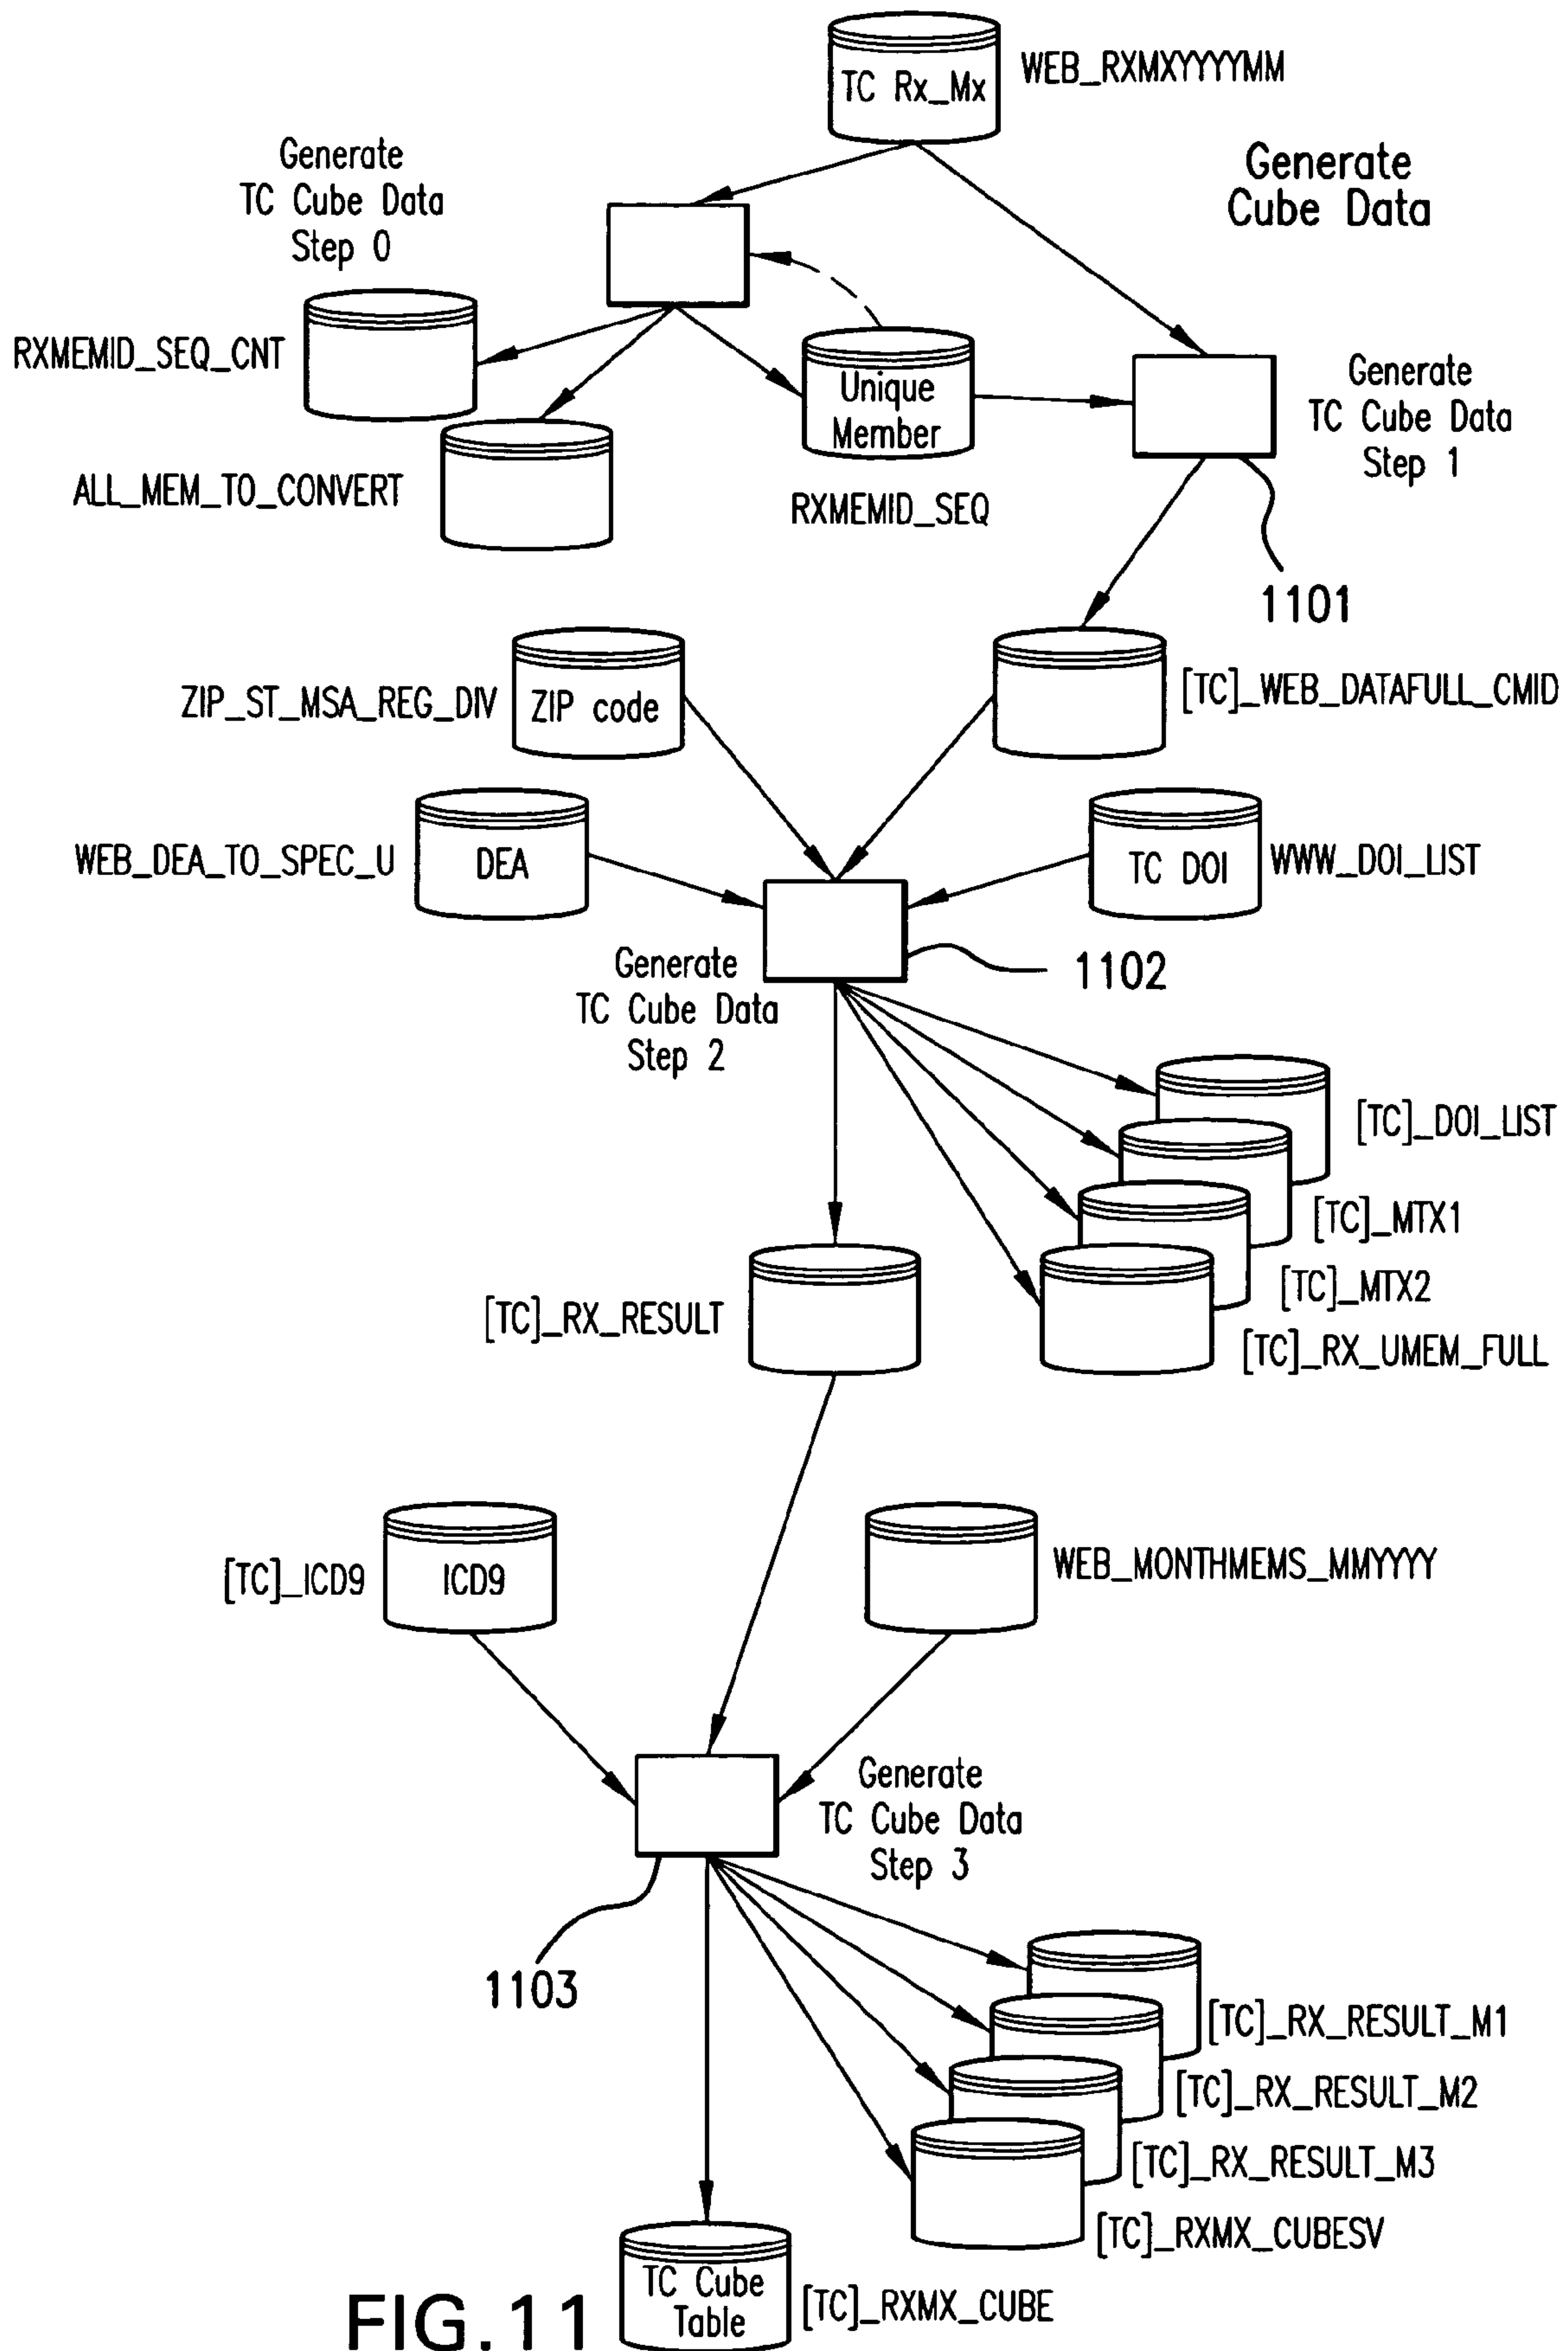 TC Rx_Mx
WEB_RXMXYYYYMM
Generate
TC Cube Data
Step 0
Generate
Cube Data
RXMEMID_SEQ_CNT
Unique
Member
Generate
TC Cube Data
Step 1
ALL_MEM_TO_CONVERT
RXMEMID_SEQ
1101
ZIP_ST_MSA_REG_DIV
ZIP code
[TC]_WEB_DATAFULL_CMID
WEB_DEA_TO_SPEC_U
DEA
TC DOI
WWW_DOI_LIST
Generate
TC Cube Data
Step 2
1102
[TC]_DOI_LIST
[TC]_MTX1
[TC]_MTX2
[TC]_RX_RESULT
[TC]_RX_UMEM_FULL
[TC]_ICD9
ICD9
WEB_MONTHMEMS_MMYYYY
Generate
TC Cube Data
Step 3
1103
[TC]_RX_RESULT_M1
[TC]_RX_RESULT_M2
[TC]_RX_RESULT_M3
[TC]_RXMX_CUBESV
TC Cube
Table
[TC]_RXMX_CUBE
FIG.11